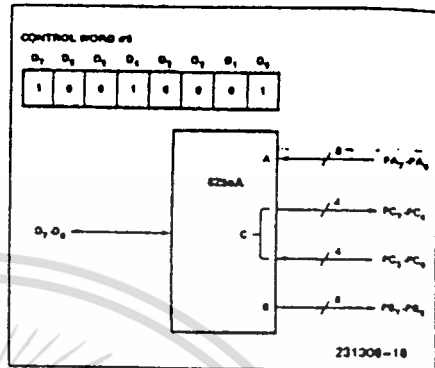 CONTROL WORD #9
D7 D6 D5 D4 D3 D2 D1 D0
1 0 0 1 0 0 0 1
8255A
A
8
PA7-PA0
4
PC7-PC4
D7-D0
C
4
PC3-PC0
B
8
PB7-PB0
231308-18